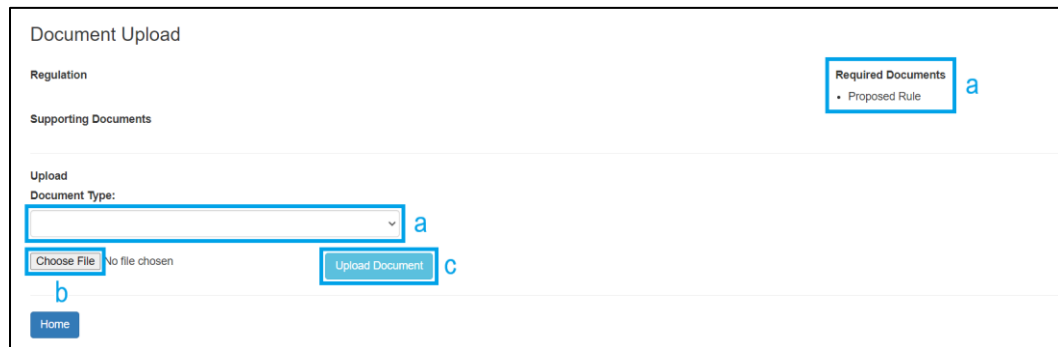 Document Upload
Regulation
Required Documents
a
• Proposed Rule
Supporting Documents
Upload
Document Type:
a
Choose File No file chosen
Upload Document
c
b
Home